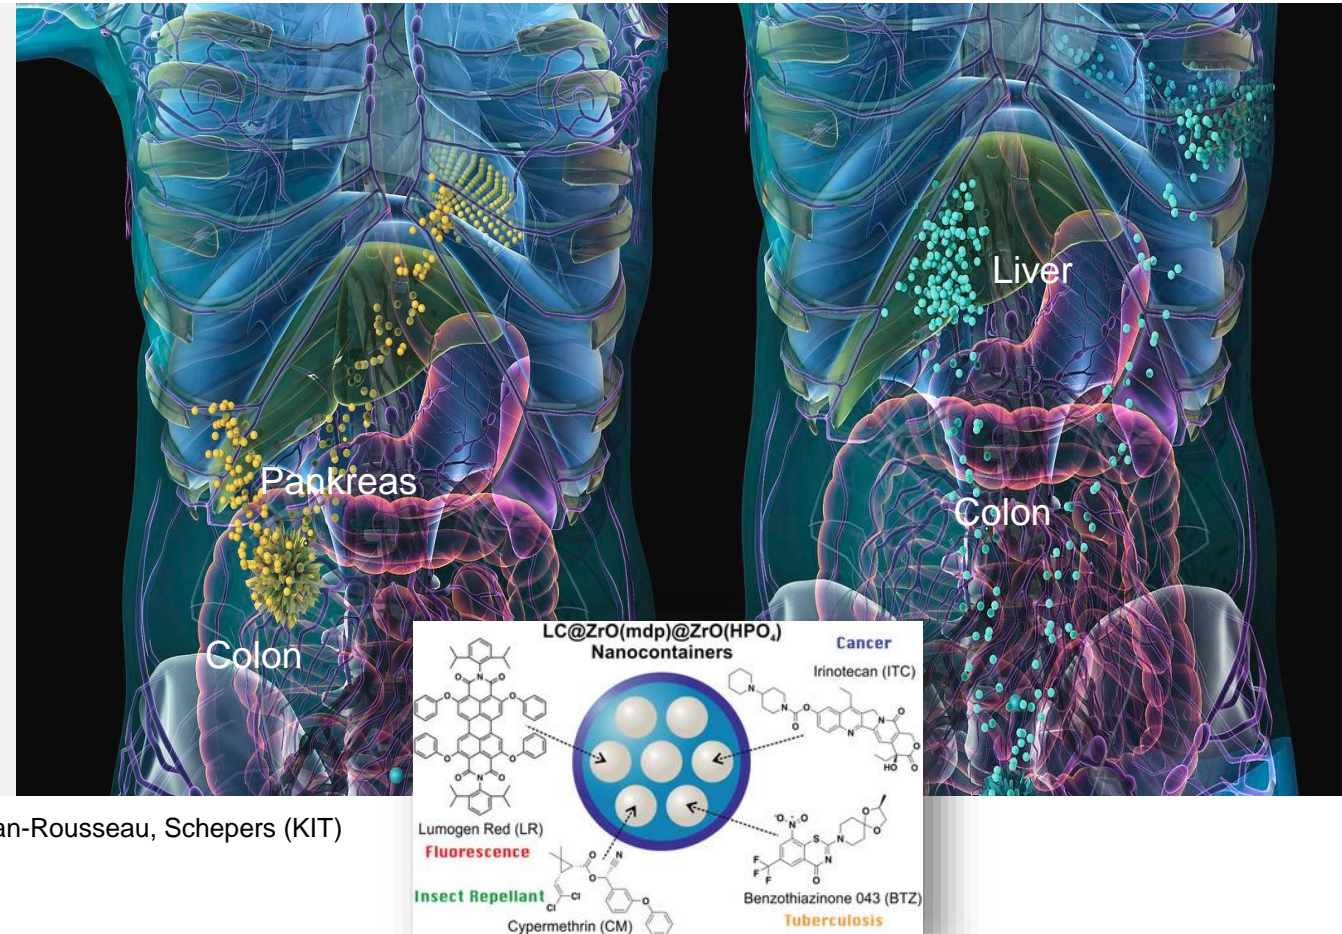 Liver
Pankreas
Colon
Colon
LC@ZrO(mdp)@ZrO(HPO₄)
Nanocontainers
Cancer
Irinotecan (ITC)
Lumogen Red (LR)
Fluorescence
Insect Repellant
Cypermethrin (CM)
Benzothiazinone 043 (BTZ)
Tuberculosis
an-Rousseau, Schepers (KIT)